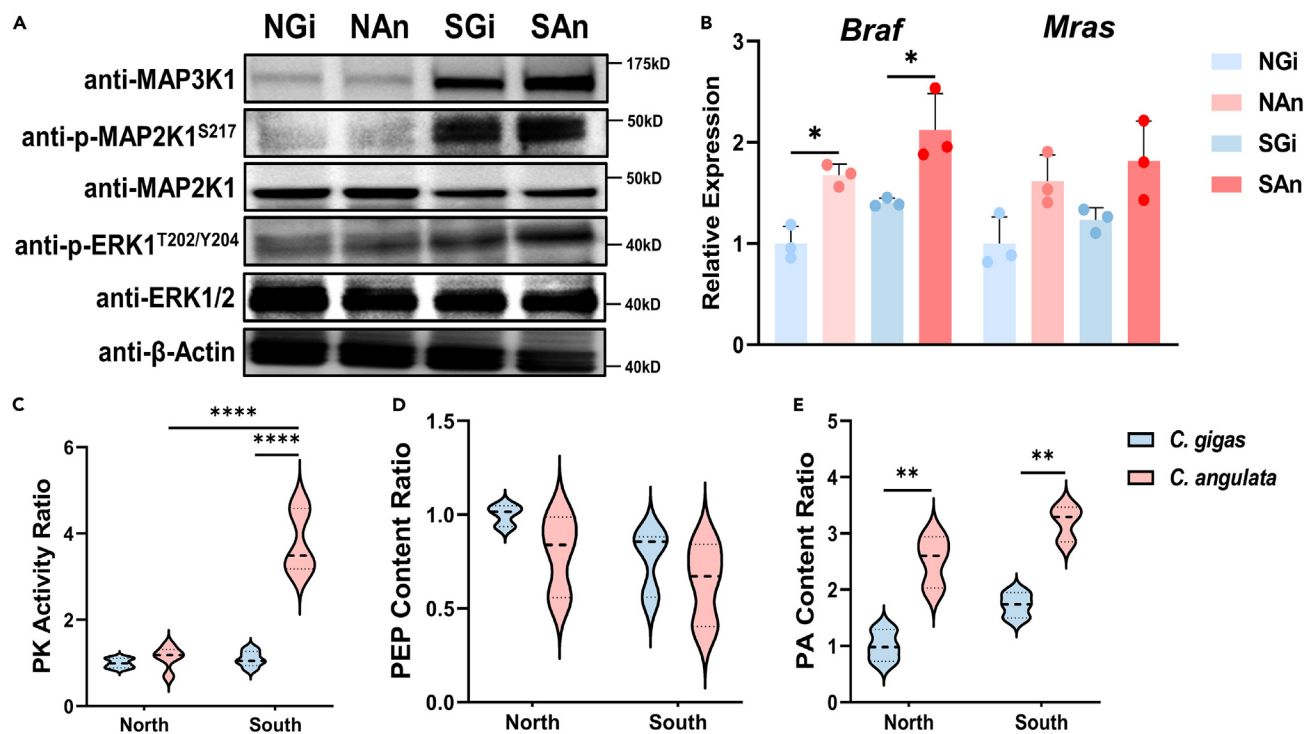 A
NGi NAn SGi SAn
anti-MAP3K1
175kD
anti-p-MAP2K1S217
50kD
anti-MAP2K1
50kD
anti-p-ERK1T202/Y204
40kD
anti-ERK1/2
40kD
anti-β-Actin
40kD
B
Braf Mras
Relative Expression
3
2
1
0
*
*
NGi
NAn
SGi
SAn
C
PK Activity Ratio
6
4
2
0
****
****
North South
D
PEP Content Ratio
1.5
1.0
0.5
0.0
North South
E
PA Content Ratio
5
4
3
2
1
0
**
**
North South
C. gigas
C. angulata